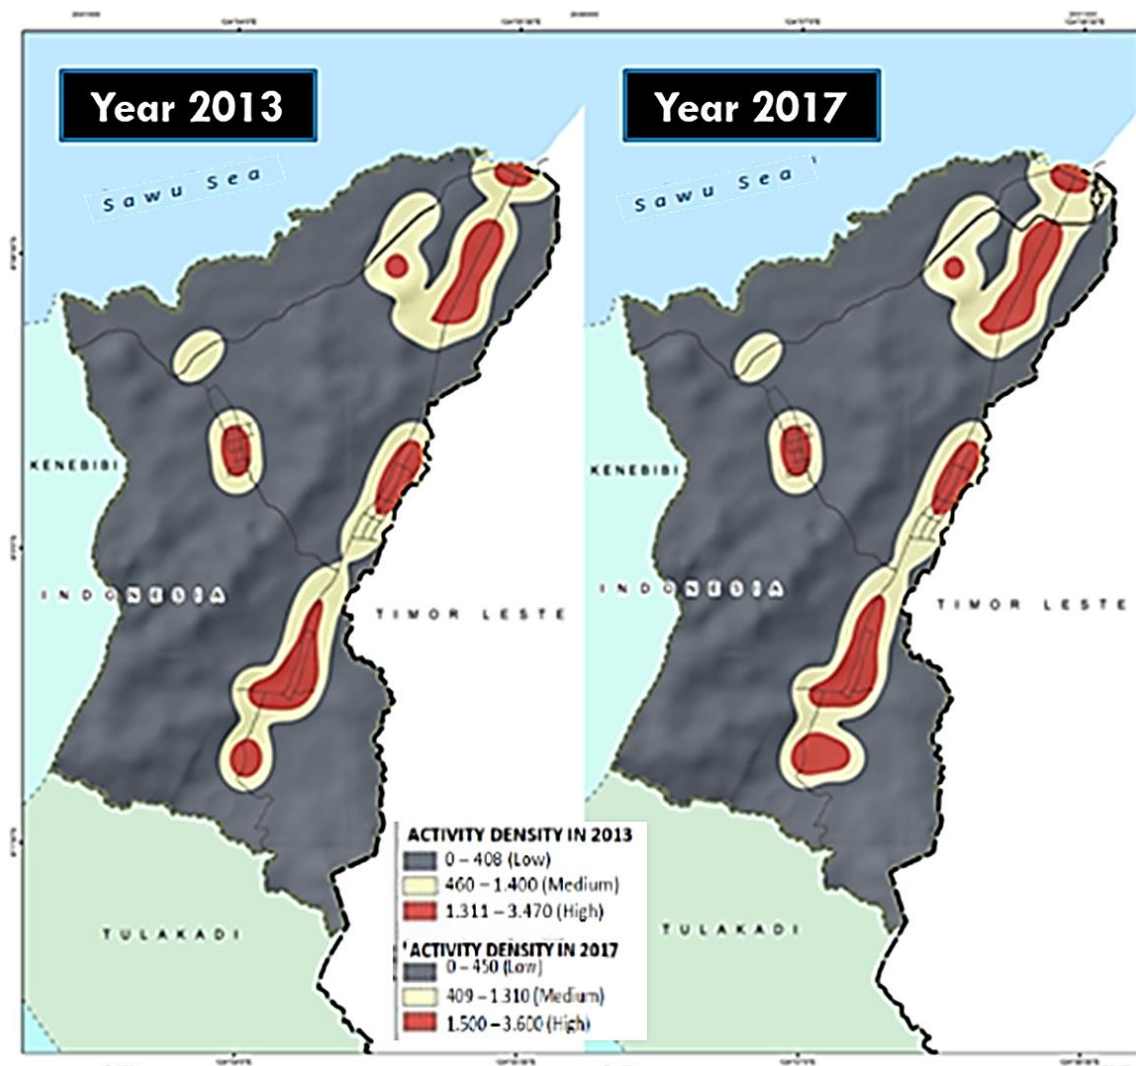 Year 2013
Year 2017
Sawu Sea
Sawu Sea
KENEBIBI
KENEBIBI
INDONESIA
INDONESIA
TIMOR LESTE
TIMOR LESTE
ACTIVITY DENSITY IN 2013
0 – 408 (Low)
460 – 1.400 (Medium)
1.311 – 3.470 (High)
'ACTIVITY DENSITY IN 2017
0 – 450 (Low)
409 – 1.310 (Medium)
1.500 – 3.600 (High)
TULAKADI
TULAKADI